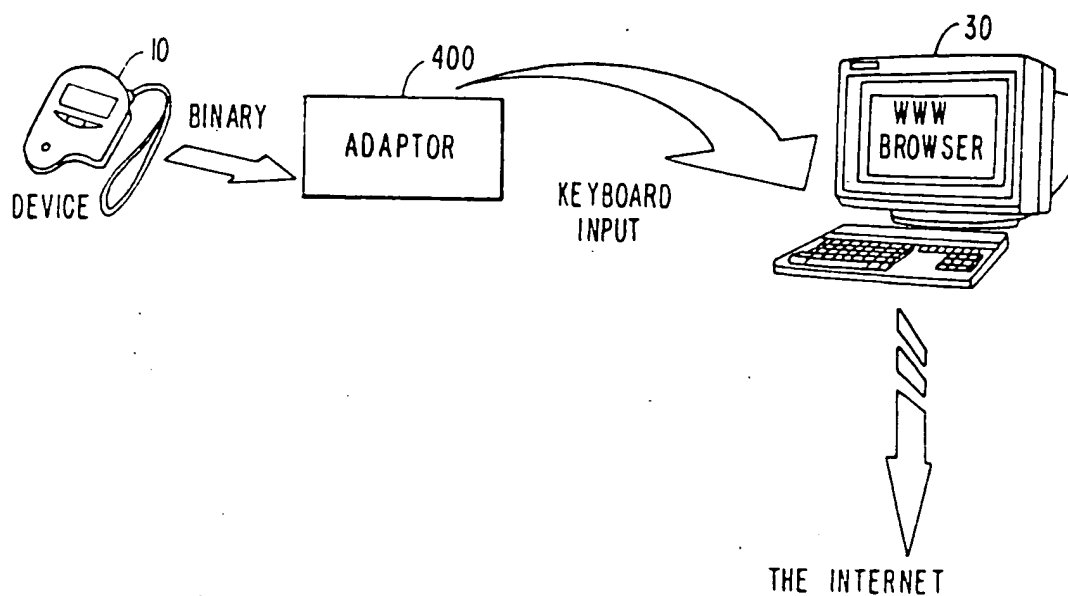 10
400
30
BINARY
ADAPTOR
WWW
BROWSER
DEVICE
KEYBOARD
INPUT
THE INTERNET